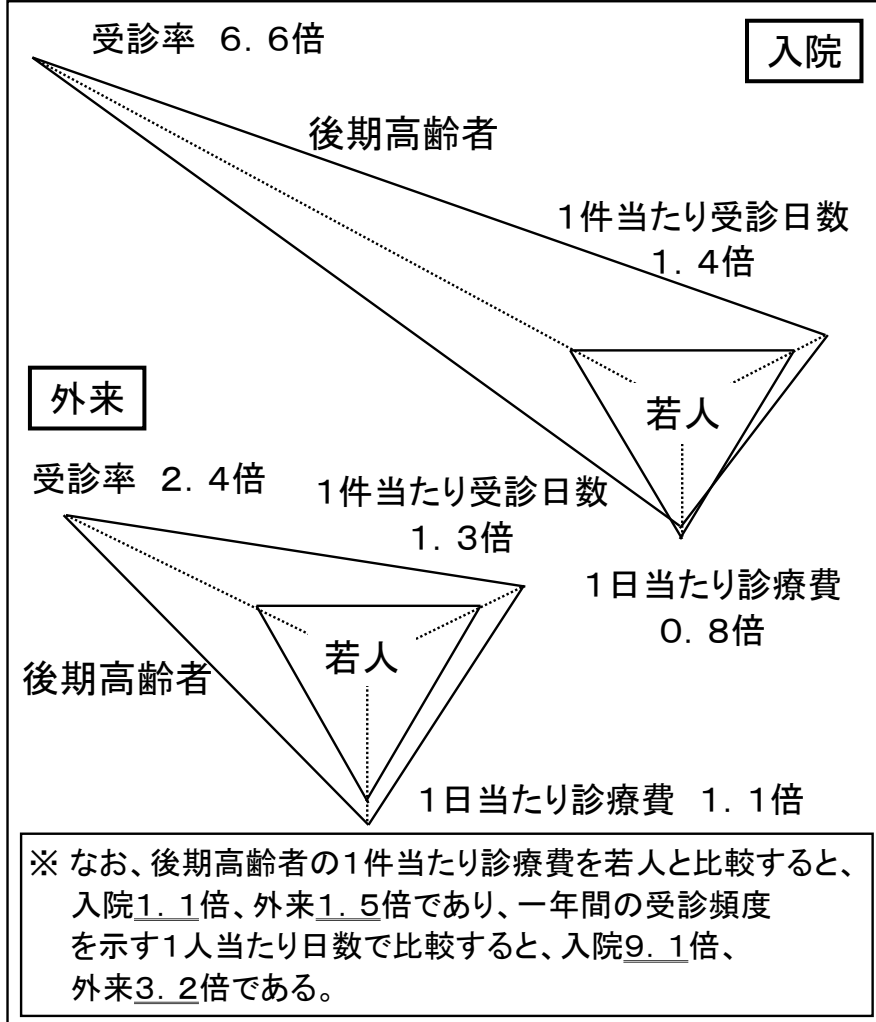 受診率 6.6倍
入院
後期高齢者
1件当たり受診日数
1.4倍
若人
1日当たり診療費
0.8倍
外来
受診率 2.4倍
1件当たり受診日数
1.3倍
若人
後期高齢者
1日当たり診療費 1.1倍
※ なお、後期高齢者の1件当たり診療費を若人と比較すると、
入院1.1倍、外来1.5倍であり、一年間の受診頻度
を示す1人当たり日数で比較すると、入院9.1倍、
外来3.2倍である。